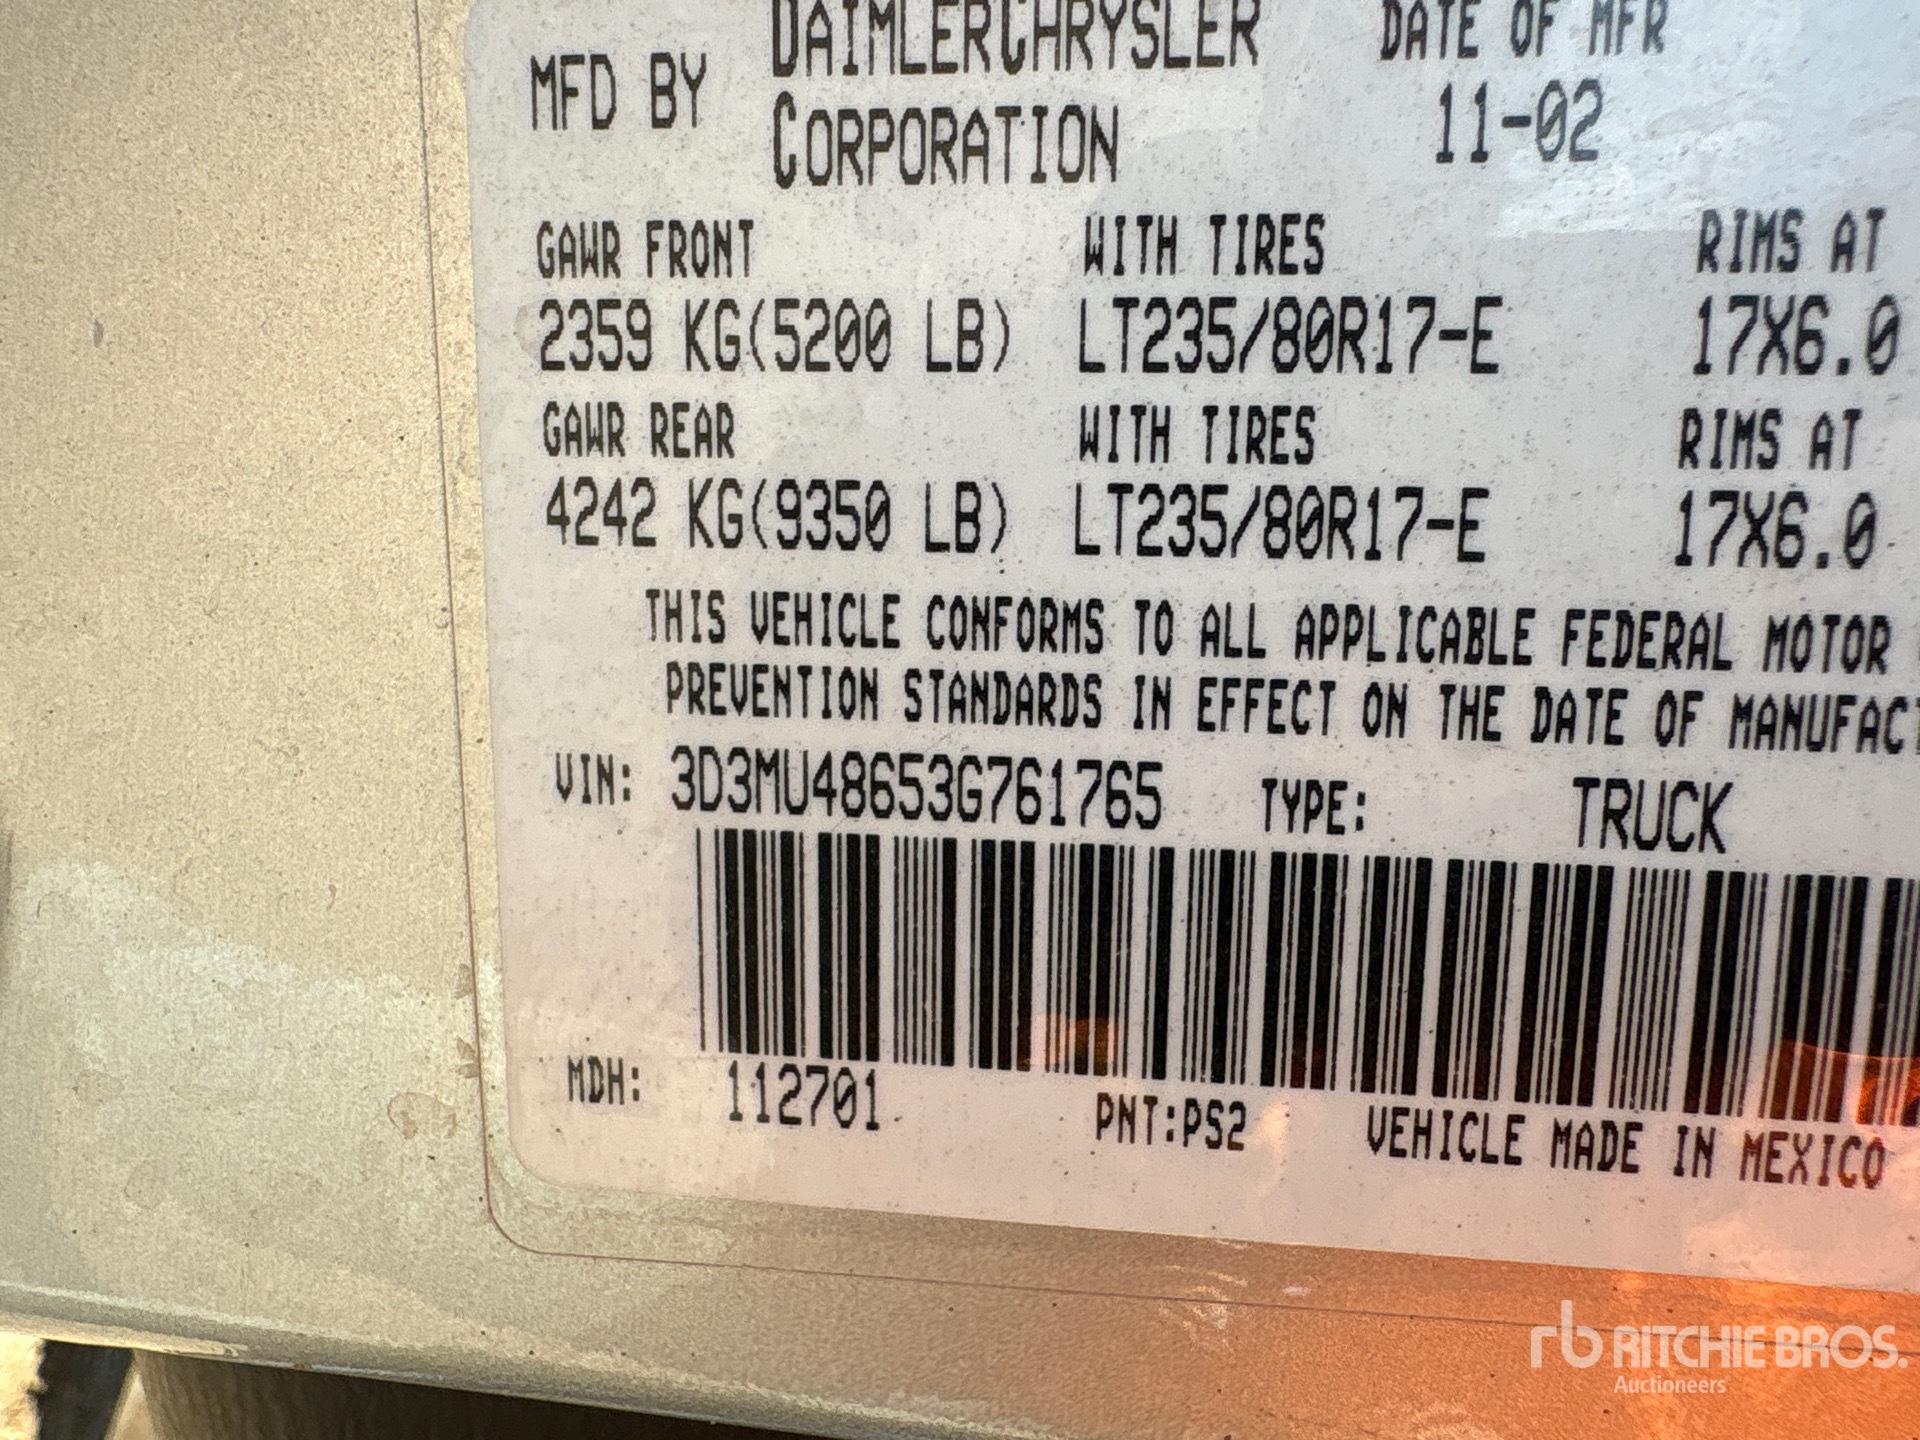 MFD BY DAIMLERCHRYSLER CORPORATION DATE OF MFR
11-02
GAWR FRONT WITH TIRES RIMS AT
2359 KG(5200 LB) LT235/80R17-E 17X6.0
GAWR REAR WITH TIRES RIMS AT
4242 KG(9350 LB) LT235/80R17-E 17X6.0
THIS VEHICLE CONFORMS TO ALL APPLICABLE FEDERAL MOTOR
PREVENTION STANDARDS IN EFFECT ON THE DATE OF MANUFACT
VIN: 3D3MU48653G761765 TYPE: TRUCK
MDH: 112701 PNT:PS2 VEHICLE MADE IN MEXICO
rb RITCHIE BROS.
Auctioneers